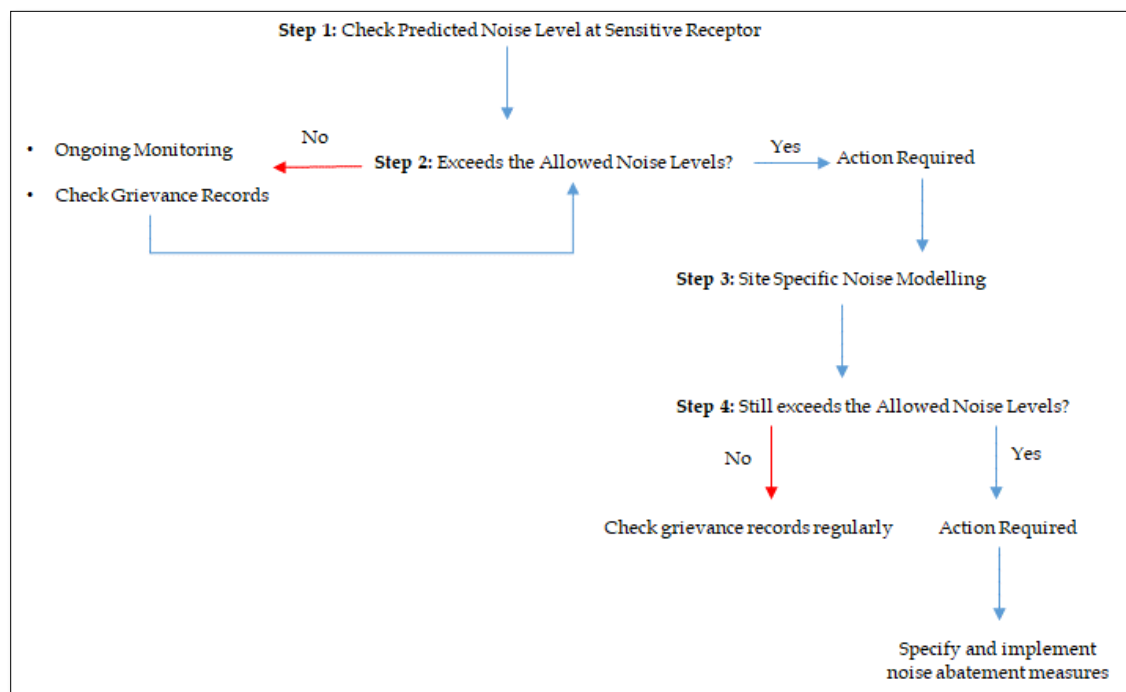 Step 1: Check Predicted Noise Level at Sensitive Receptor
No
Yes
• Ongoing Monitoring
Step 2: Exceeds the Allowed Noise Levels?
Action Required
• Check Grievance Records
Step 3: Site Specific Noise Modelling
Step 4: Still exceeds the Allowed Noise Levels?
No
Yes
Check grievance records regularly
Action Required
Specify and implement
noise abatement measures